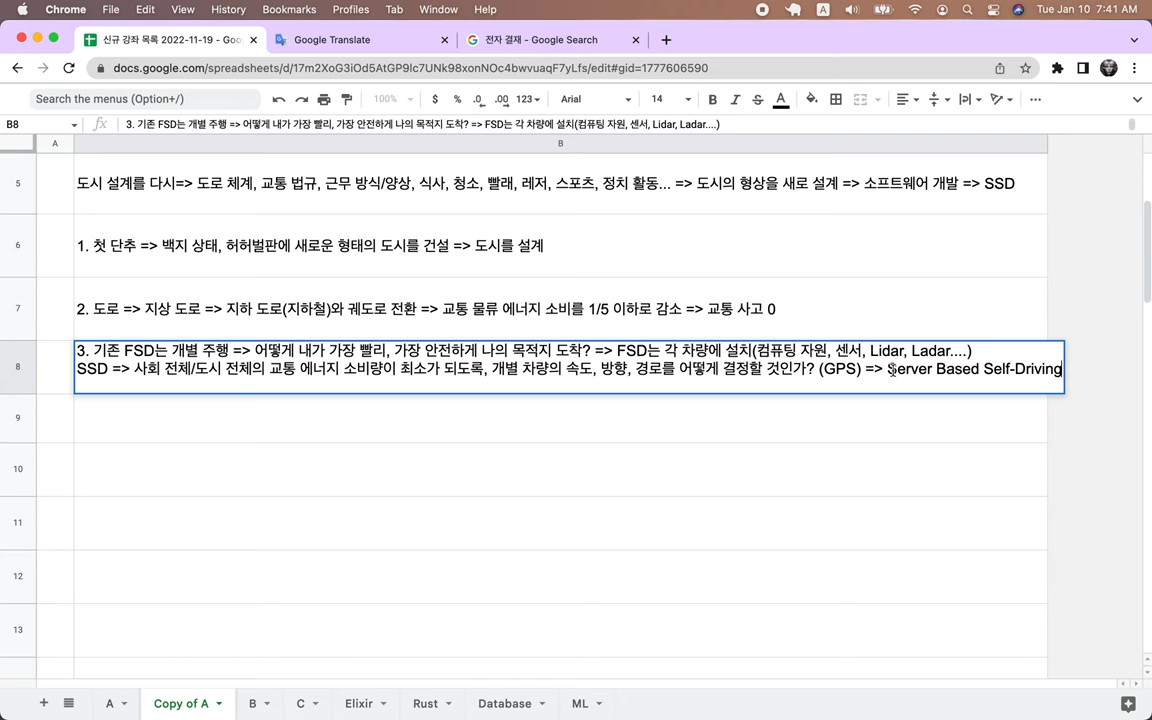 Chrome File Edit View History Bookmarks Profiles Tab Window Help A Tue Jan 10 7:41 AM
신규 강좌 목록 2022-11-19 - Goo Google Translate 전자 결재 - Google Search
docs.google.com/spreadsheets/d/17m2XoG3iOd5AtGP9lc7UNk98xonNOc4bwvuaqF7yLfs/edit#gid=1777606590
Search the menus (Option+/) 100% $ % .0 .00 123 Arial 14 B I S A
B8 fx 3. 기존 FSD는 개별 주행 => 어떻게 내가 가장 빨리, 가장 안전하게 나의 목적지 도착? => FSD는 각 차량에 설치(컴퓨팅 자원, 센서, Lidar, Ladar....)
A B
5 도시 설계를 다시=> 도로 체계, 교통 법규, 근무 방식/양상, 식사, 청소, 빨래, 레저, 스포츠, 정치 활동... => 도시의 형상을 새로 설계 => 소프트웨어 개발 => SSD
6 1. 첫 단추 => 백지 상태, 허허벌판에 새로운 형태의 도시를 건설 => 도시를 설계
7 2. 도로 => 지상 도로 => 지하 도로(지하철)와 궤도로 전환 => 교통 물류 에너지 소비를 1/5 이하로 감소 => 교통 사고 0
3. 기존 FSD는 개별 주행 => 어떻게 내가 가장 빨리, 가장 안전하게 나의 목적지 도착? => FSD는 각 차량에 설치(컴퓨팅 자원, 센서, Lidar, Ladar....)
8 SSD => 사회 전체/도시 전체의 교통 에너지 소비량이 최소가 되도록, 개별 차량의 속도, 방향, 경로를 어떻게 결정할 것인가? (GPS) => Server Based Self-Driving
9
10
11
12
13
A Copy of A B C Elixir Rust Database ML